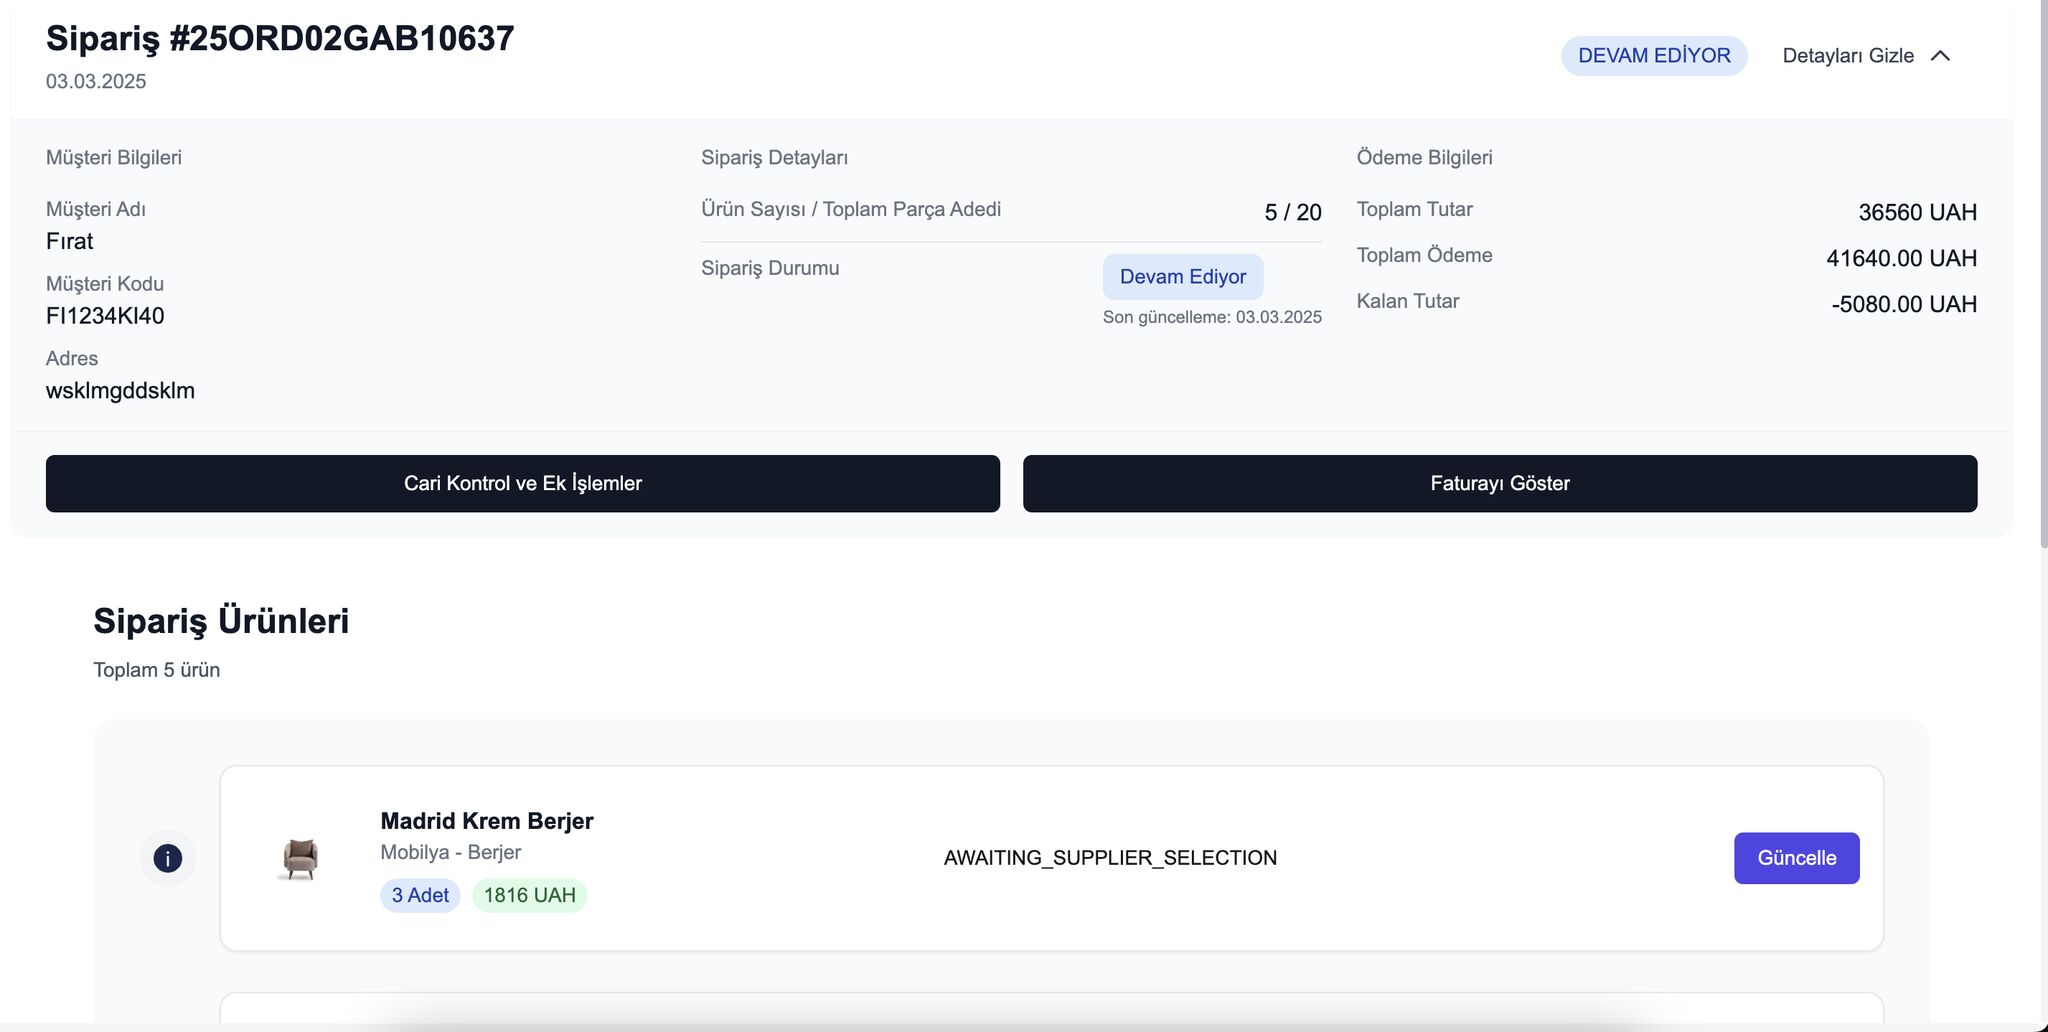 Sipariş #25ORD02GAB10637
03.03.2025
DEVAM EDİYOR
Detayları Gizle
Müşteri Bilgileri
Müşteri Adı
Fırat
Müşteri Kodu
FI1234KI40
Adres
wsklmgddsklm
Sipariş Detayları
Ürün Sayısı / Toplam Parça Adedi 5 / 20
Sipariş Durumu Devam Ediyor
Son güncelleme: 03.03.2025
Ödeme Bilgileri
Toplam Tutar 36560 UAH
Toplam Ödeme 41640.00 UAH
Kalan Tutar -5080.00 UAH
Cari Kontrol ve Ek İşlemler
Faturayı Göster
Sipariş Ürünleri
Toplam 5 ürün
i
Madrid Krem Berjer
Mobilya - Berjer
3 Adet 1816 UAH
AWAITING_SUPPLIER_SELECTION
Güncelle